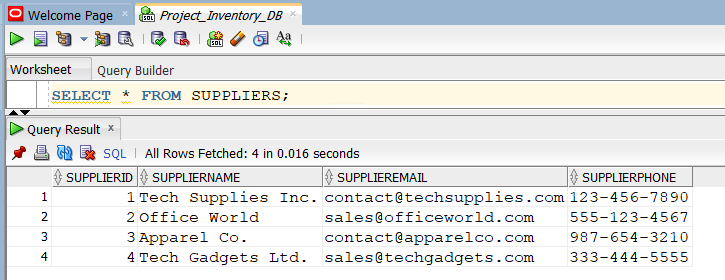 Welcome Page Project_Inventory_DB
SQL Aa
Worksheet Query Builder
SELECT * FROM SUPPLIERS;
Query Result x
SQL | All Rows Fetched: 4 in 0.016 seconds
SUPPLIERID SUPPLIERNAME SUPPLIEREMAIL SUPPLIERPHONE
1 1 Tech Supplies Inc. contact@techsupplies.com 123-456-7890
2 2 Office World sales@officeworld.com 555-123-4567
3 3 Apparel Co. contact@apparelco.com 987-654-3210
4 4 Tech Gadgets Ltd. sales@techgadgets.com 333-444-5555